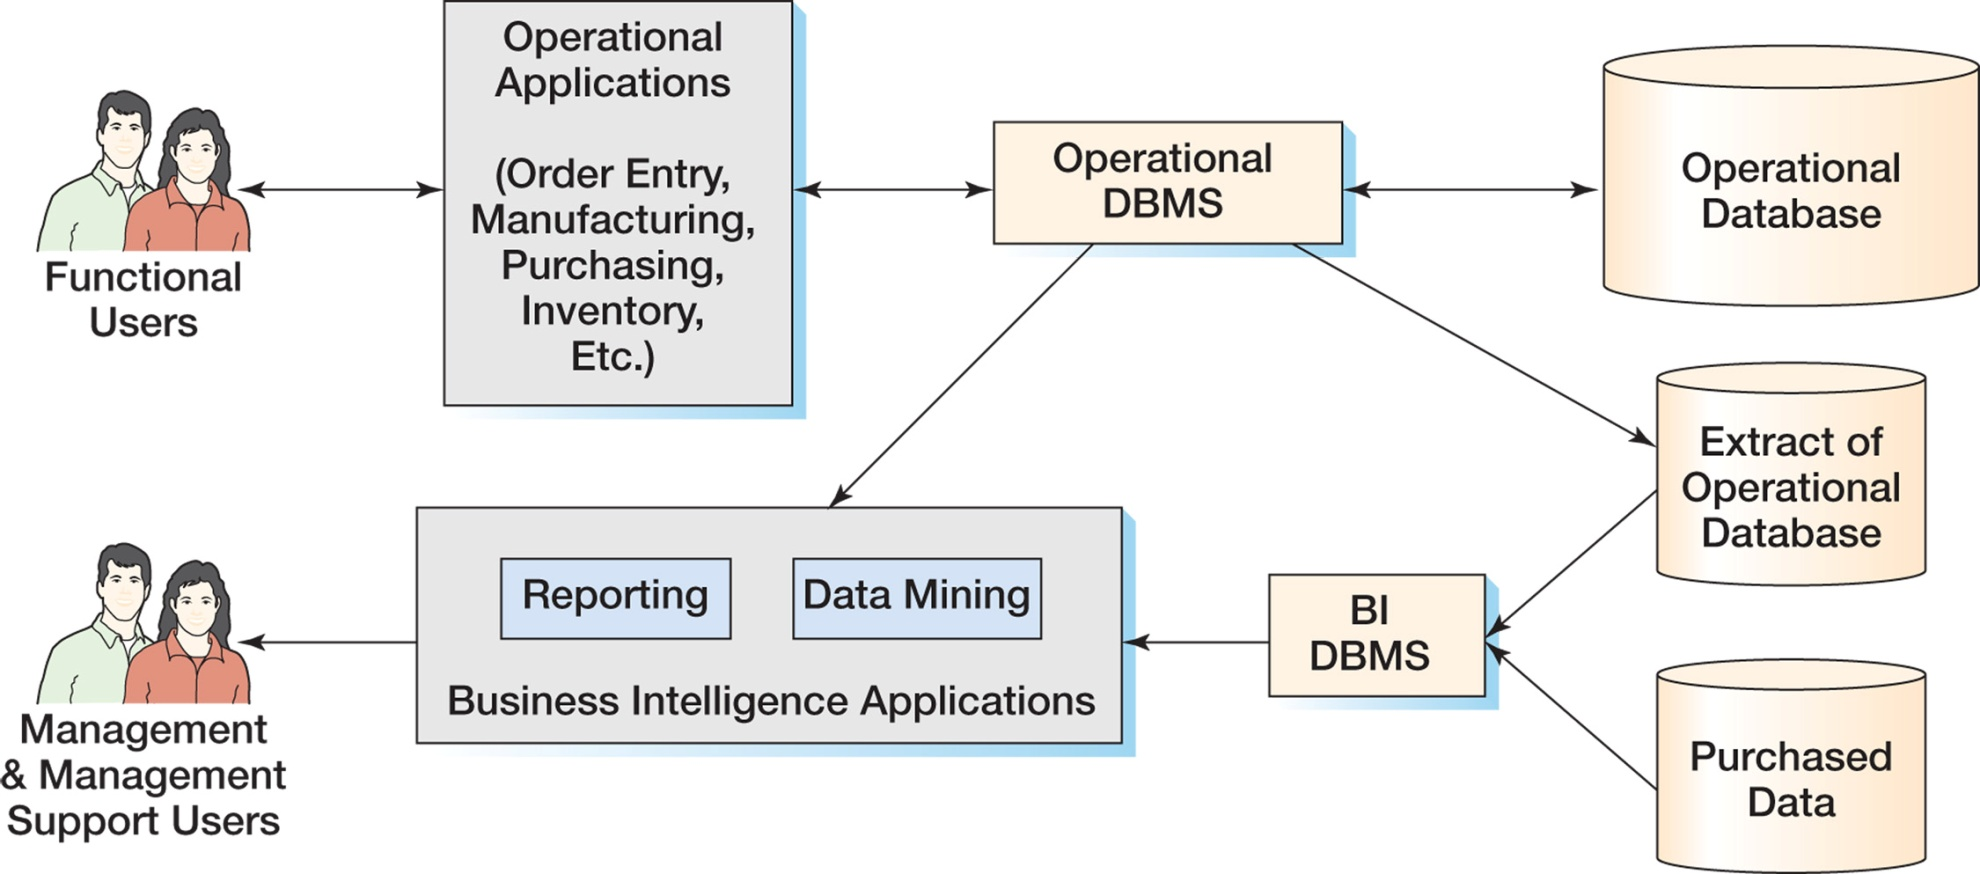 Operational
Applications
(Order Entry,
Manufacturing,
Purchasing,
Inventory,
Etc.)
Functional
Users
Operational
DBMS
Operational
Database
Extract of
Operational
Database
Reporting
Data Mining
Business Intelligence Applications
BI
DBMS
Management
& Management
Support Users
Purchased
Data